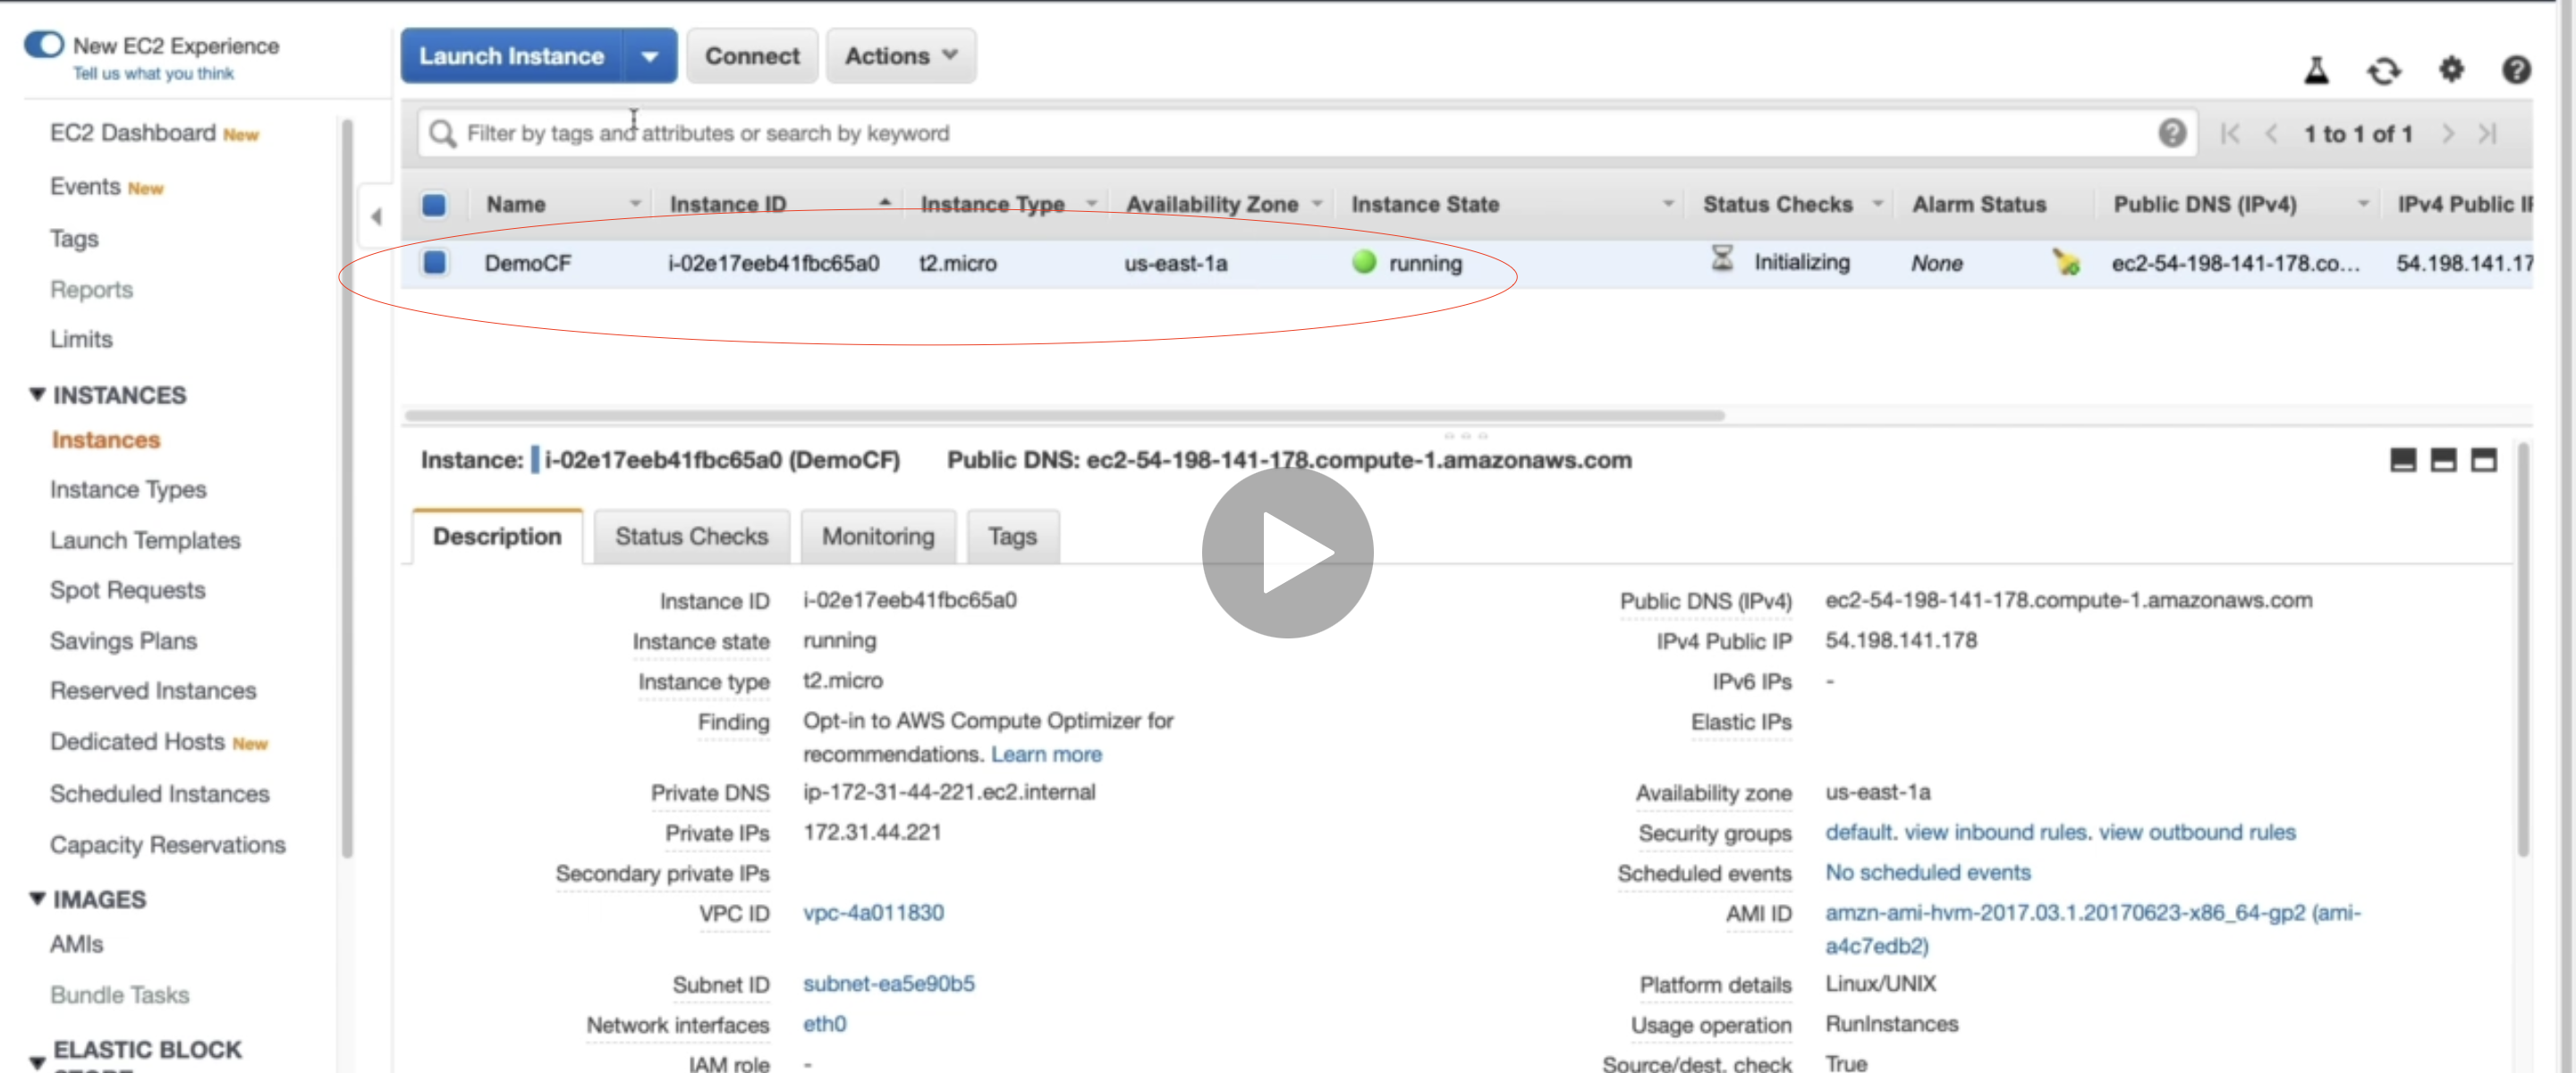 New EC2 Experience
Tell us what you think
EC2 Dashboard New
Events New
Tags
Reports
Limits
INSTANCES
Instances
Instance Types
Launch Templates
Spot Requests
Savings Plans
Reserved Instances
Dedicated Hosts New
Scheduled Instances
Capacity Reservations
IMAGES
AMIs
Bundle Tasks
ELASTIC BLOCK
Launch Instance Connect Actions
Filter by tags and attributes or search by keyword 1 to 1 of 1
Name Instance ID Instance Type Availability Zone Instance State Status Checks Alarm Status Public DNS (IPv4) IPv4 Public IP
DemoCF i-02e17eeb41fbc65a0 t2.micro us-east-1a running Initializing None ec2-54-198-141-178.co... 54.198.141.17
Instance: i-02e17eeb41fbc65a0 (DemoCF) Public DNS: ec2-54-198-141-178.compute-1.amazonaws.com
Description Status Checks Monitoring Tags
Instance ID i-02e17eeb41fbc65a0
Instance state running
Instance type t2.micro
Finding Opt-in to AWS Compute Optimizer for
recommendations. Learn more
Private DNS ip-172-31-44-221.ec2.internal
Private IPs 172.31.44.221
Secondary private IPs
VPC ID vpc-4a011830
Subnet ID subnet-ea5e90b5
Network interfaces eth0
IAM role -
Public DNS (IPv4) ec2-54-198-141-178.compute-1.amazonaws.com
IPv4 Public IP 54.198.141.178
IPv6 IPs -
Elastic IPs
Availability zone us-east-1a
Security groups default. view inbound rules. view outbound rules
Scheduled events No scheduled events
AMI ID amzn-ami-hvm-2017.03.1.20170623-x86_64-gp2 (ami-
a4c7edb2)
Platform details Linux/UNIX
Usage operation RunInstances
Source/dest. check True